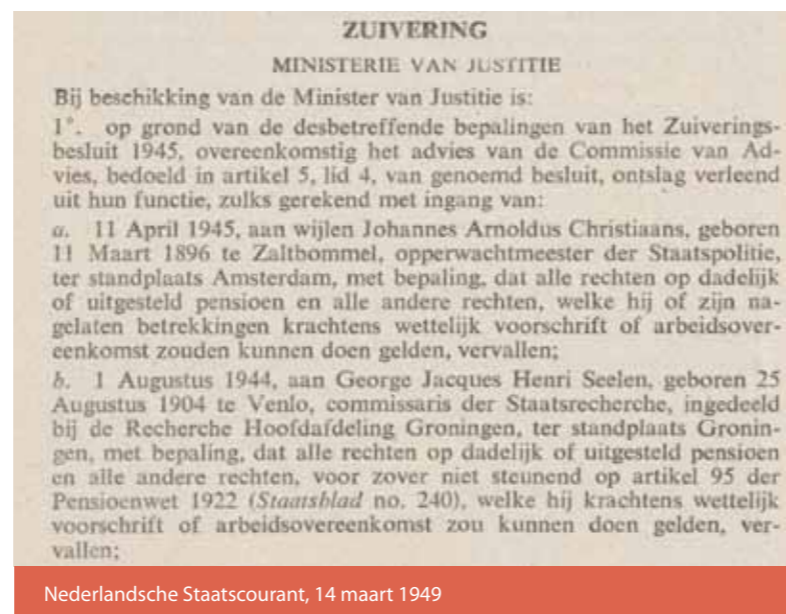 ZUIVERING
MINISTERIE VAN JUSTITIE
Bij beschikking van de Minister van Justitie is:
1°. op grond van de desbetreffende bepalingen van het Zuiverings-
besluit 1945, overeenkomstig het advies van de Commissie van Ad-
vies, bedoeld in artikel 5, lid 4, van genoemd besluit, ontslag verleend
uit hun functie, zulks gerekend met ingang van:
a. 11 April 1945, aan wijlen Johannes Arnoldus Christiaans, geboren
11 Maart 1896 te Zaltbommel, opperwachtmeester der Staatspolitie,
ter standplaats Amsterdam, met bepaling, dat alle rechten op dadelijk
of uitgesteld pensioen en alle andere rechten, welke hij of zijn na-
gelaten betrekkingen krachtens wettelijk voorschrift of arbeidsover-
eenkomst zouden kunnen doen gelden, vervallen;
b. 1 Augustus 1944, aan George Jacques Henri Seelen, geboren 25
Augustus 1904 te Venlo, commissaris der Staatsrecherche, ingedeeld
bij de Recherche Hoofdafdeling Groningen, ter standplaats Gronin-
gen, met bepaling, dat alle rechten op dadelijk of uitgesteld pensioen
en alle andere rechten, voor zover niet steunend op artikel 95 der
Pensioenwet 1922 (Staatsblad no. 240), welke hij krachtens wettelijk
voorschrift of arbeidsovereenkomst zou kunnen doen gelden, ver-
vallen;
Nederlandsche Staatscourant, 14 maart 1949